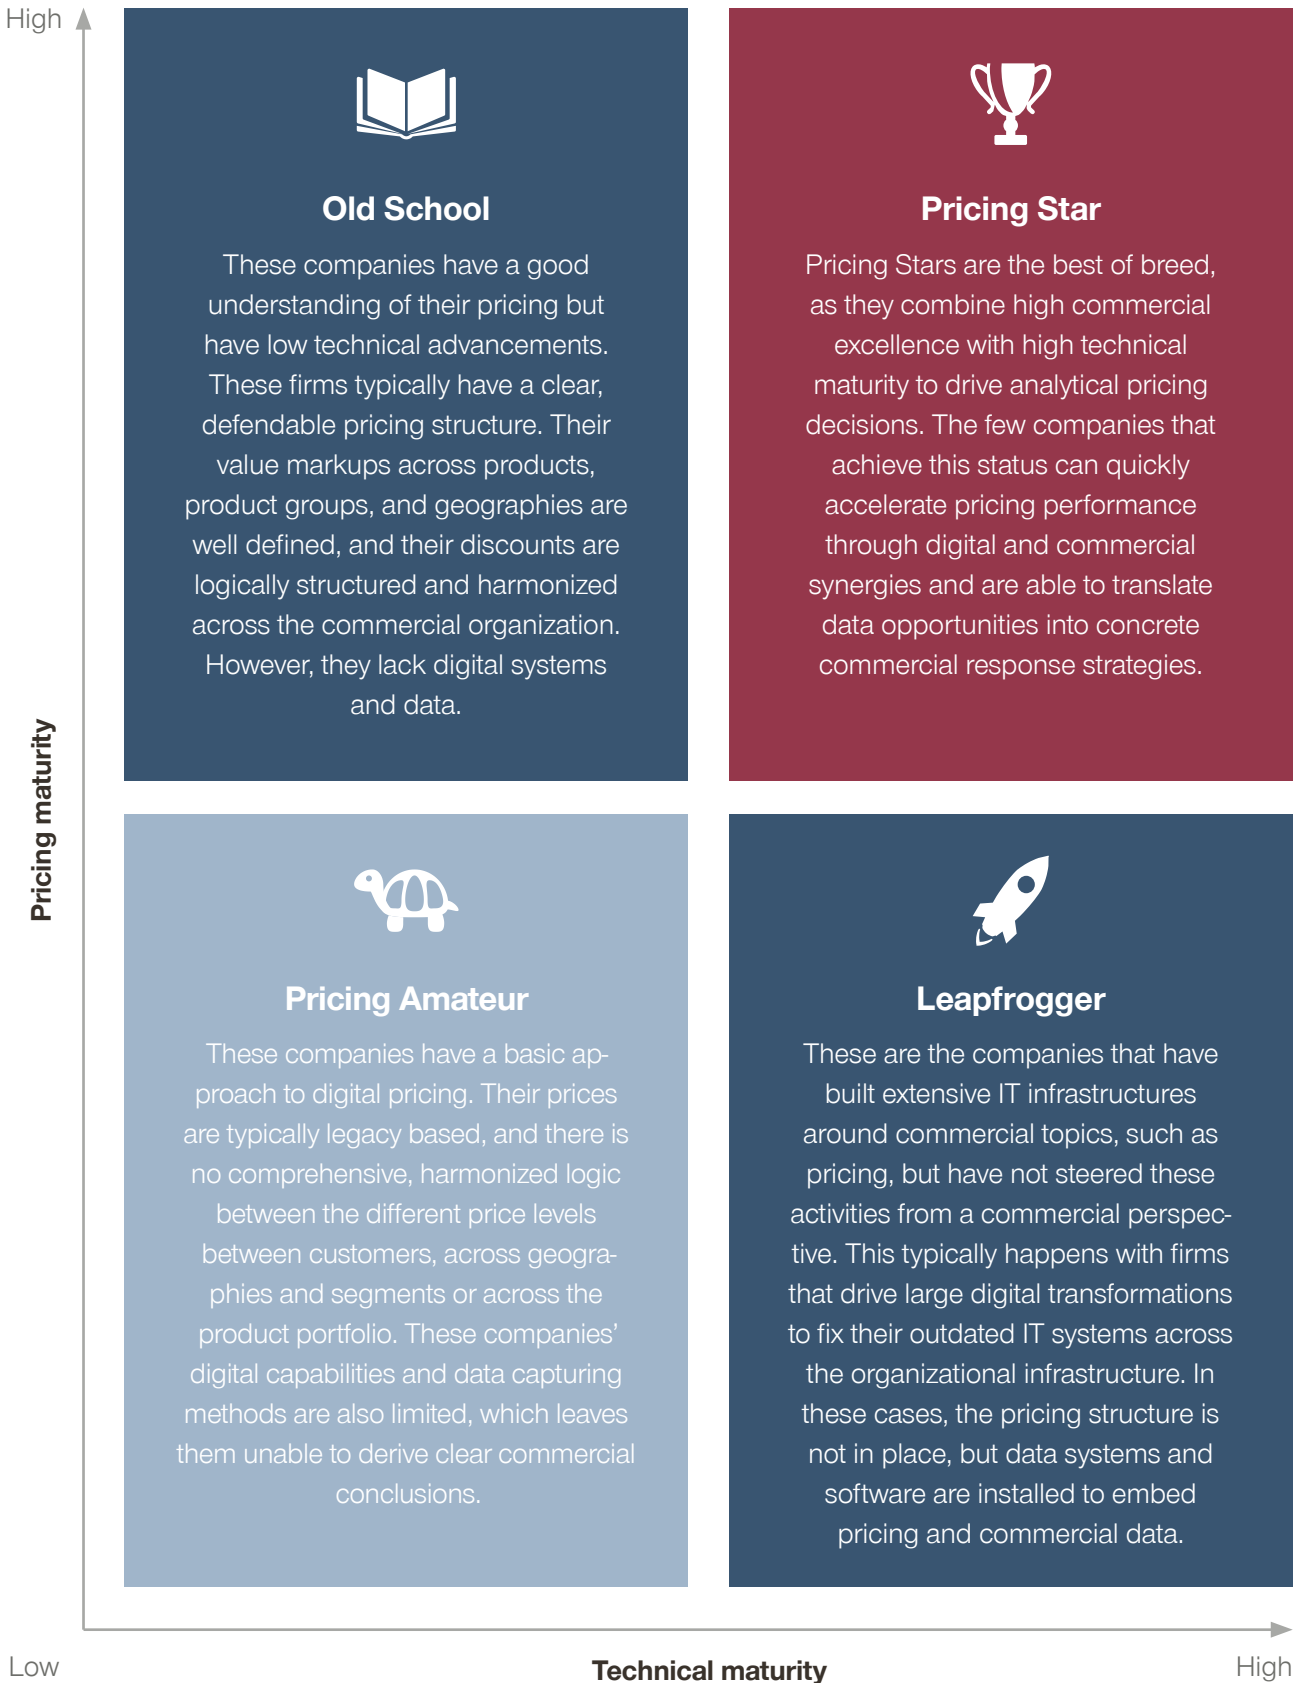 High
Old School
These companies have a good
understanding of their pricing but
have low technical advancements.
These firms typically have a clear,
defendable pricing structure. Their
value markups across products,
product groups, and geographies are
well defined, and their discounts are
logically structured and harmonized
across the commercial organization.
However, they lack digital systems
and data.
Pricing Star
Pricing Stars are the best of breed,
as they combine high commercial
excellence with high technical
maturity to drive analytical pricing
decisions. The few companies that
achieve this status can quickly
accelerate pricing performance
through digital and commercial
synergies and are able to translate
data opportunities into concrete
commercial response strategies.
Pricing maturity
Pricing Amateur
These companies have a basic ap-
proach to digital pricing. Their prices
are typically legacy based, and there is
no comprehensive, harmonized logic
between the different price levels
between customers, across geogra-
phies and segments or across the
product portfolio. These companies’
digital capabilities and data capturing
methods are also limited, which leaves
them unable to derive clear commercial
conclusions.
Leapfrogger
These are the companies that have
built extensive IT infrastructures
around commercial topics, such as
pricing, but have not steered these
activities from a commercial perspec-
tive. This typically happens with firms
that drive large digital transformations
to fix their outdated IT systems across
the organizational infrastructure. In
these cases, the pricing structure is
not in place, but data systems and
software are installed to embed
pricing and commercial data.
Low
Technical maturity
High